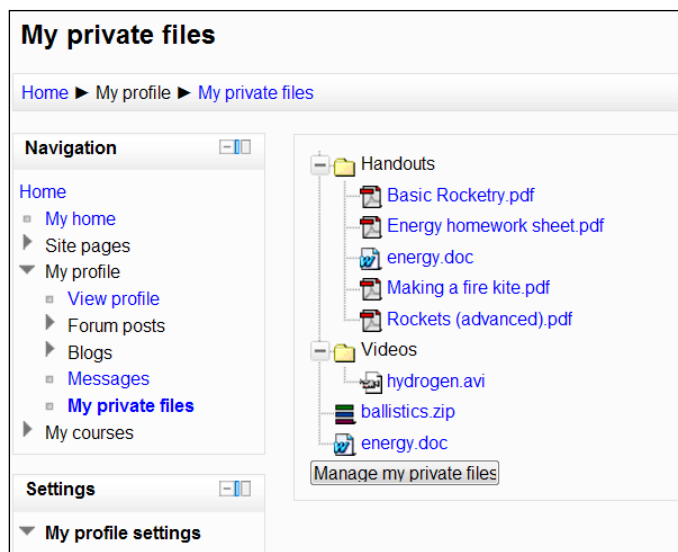 My private files
Home ► My profile ► My private files
Navigation
Home
My home
Site pages
My profile
View profile
Forum posts
Blogs
Messages
My private files
My courses
Settings
My profile settings
Handouts
Basic Rocketry.pdf
Energy homework sheet.pdf
energy.doc
Making a fire kite.pdf
Rockets (advanced).pdf
Videos
hydrogen.avi
ballistics.zip
energy.doc
Manage my private files